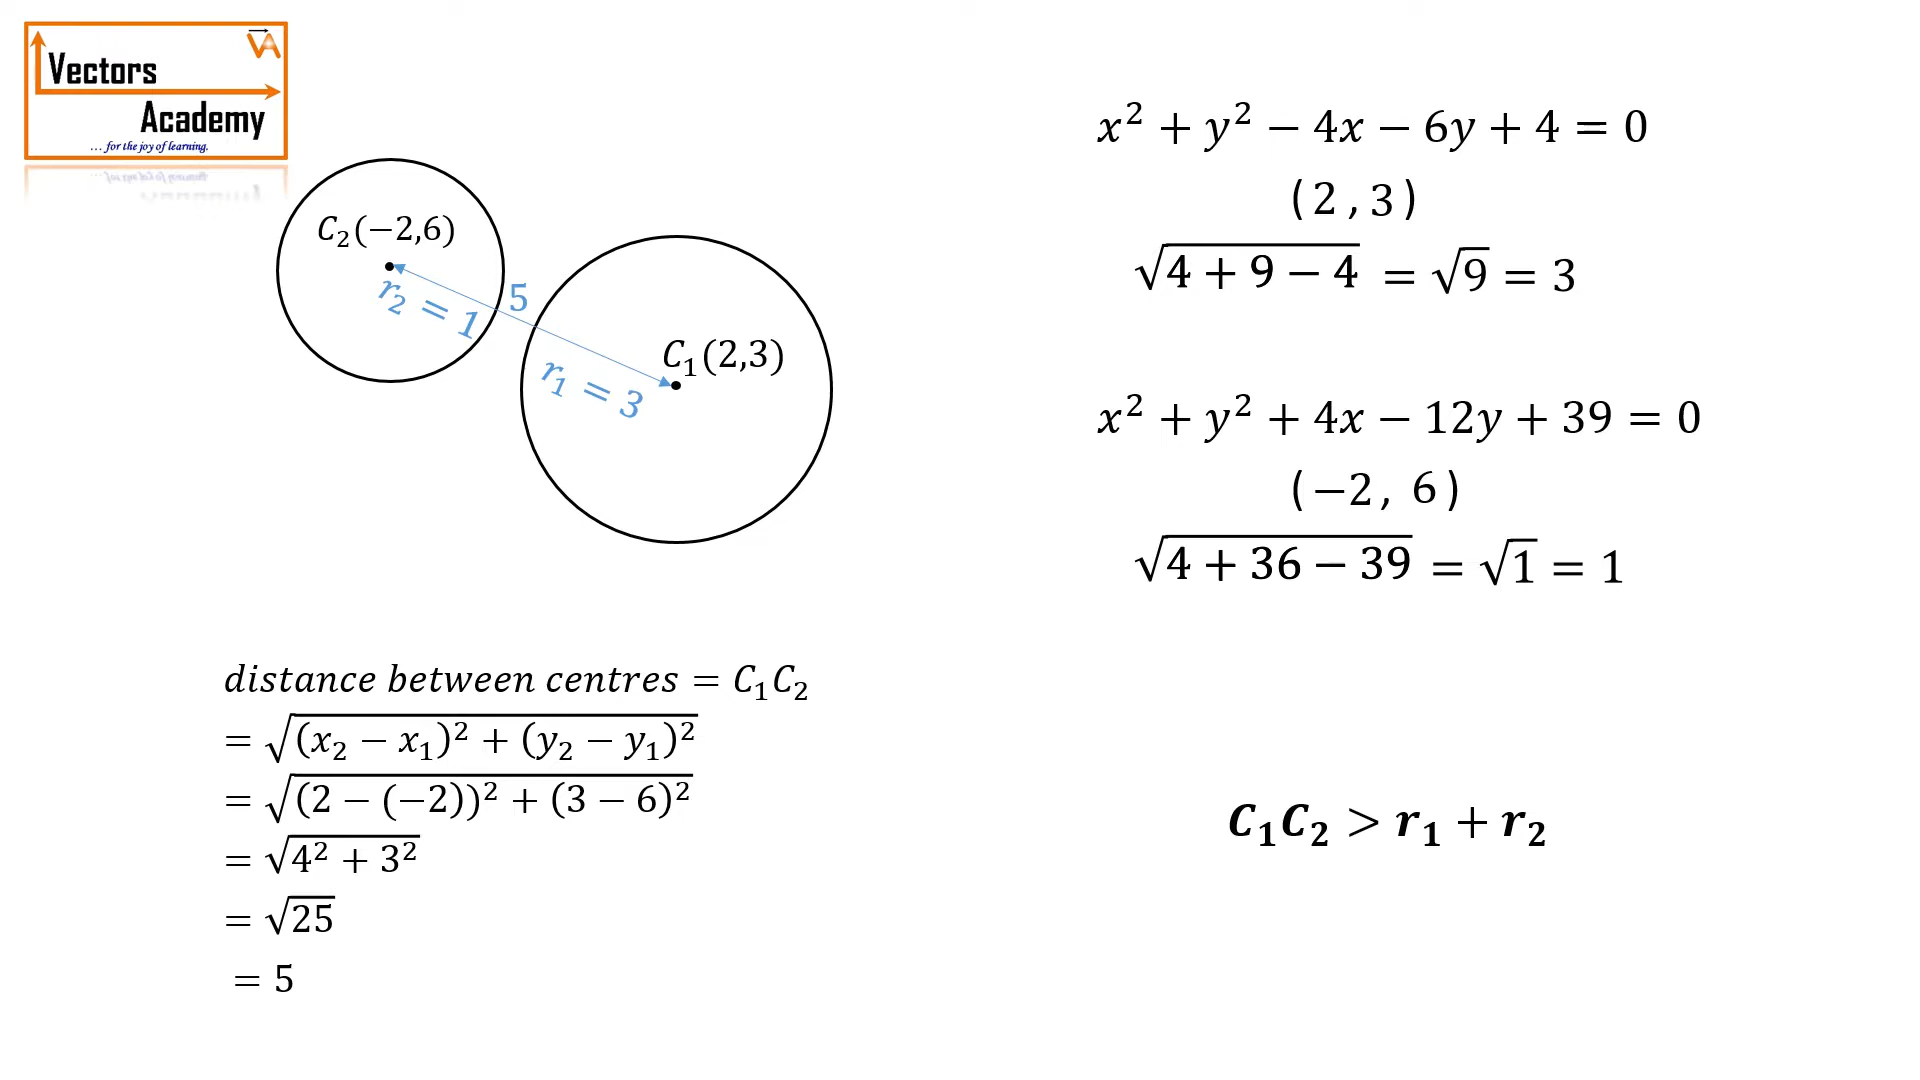 Vectors
Academy
... for the joy of learning.
C₂(−2,6)
r₂ = 1
5
r₁ = 3
C₁(2,3)
x² + y² − 4x − 6y + 4 = 0
(2 , 3)
√(4 + 9 − 4) = √9 = 3
x² + y² + 4x − 12y + 39 = 0
(−2, 6)
√(4 + 36 − 39) = √1 = 1
distance between centres = C₁C₂
= √((x₂ − x₁)² + (y₂ − y₁)²)
= √((2 − (−2))² + (3 − 6)²)
= √(4² + 3²)
= √25
= 5
C₁C₂ > r₁ + r₂